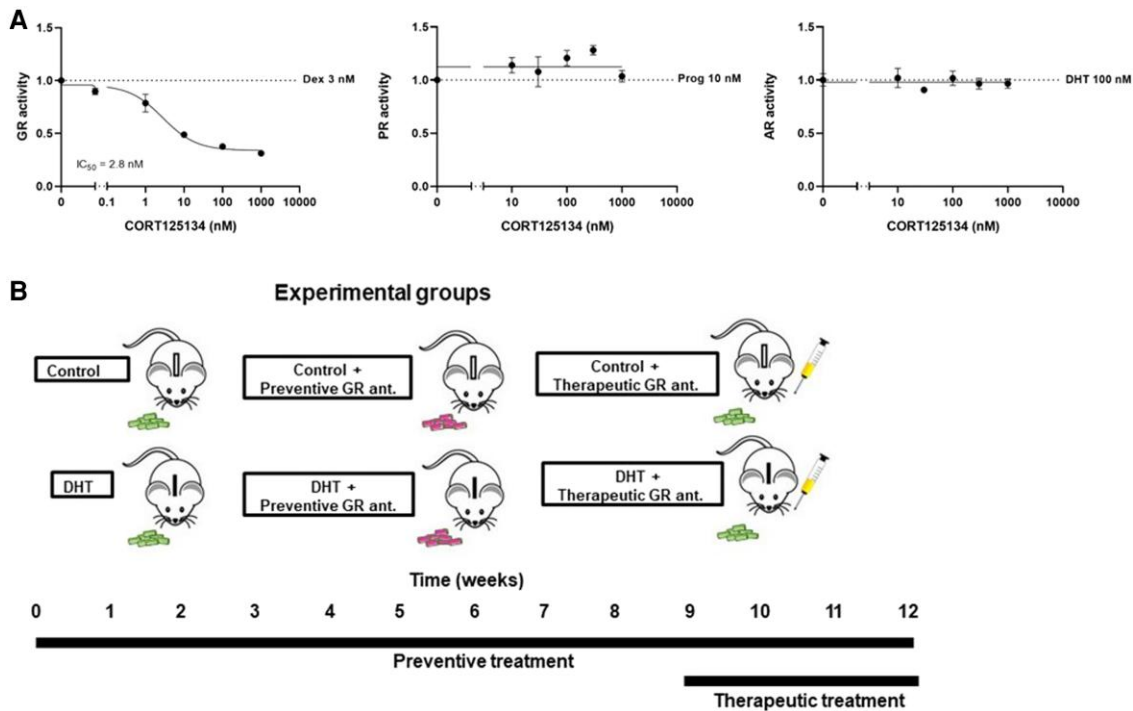 A
1.5
1.0
0.5
0.0
GR activity
Dex 3 nM
IC50 = 2.8 nM
0 0.1 1 10 100 1000 10000
CORT125134 (nM)
1.5
1.0
0.5
0.0
PR activity
Prog 10 nM
0 10 100 1000 10000
CORT125134 (nM)
1.5
1.0
0.5
0.0
AR activity
DHT 100 nM
0 10 100 1000 10000
CORT125134 (nM)
B
Experimental groups
Control
Control +
Preventive GR ant.
Control +
Therapeutic GR ant.
DHT
DHT +
Preventive GR ant.
DHT +
Therapeutic GR ant.
Time (weeks)
0 1 2 3 4 5 6 7 8 9 10 11 12
Preventive treatment
Therapeutic treatment